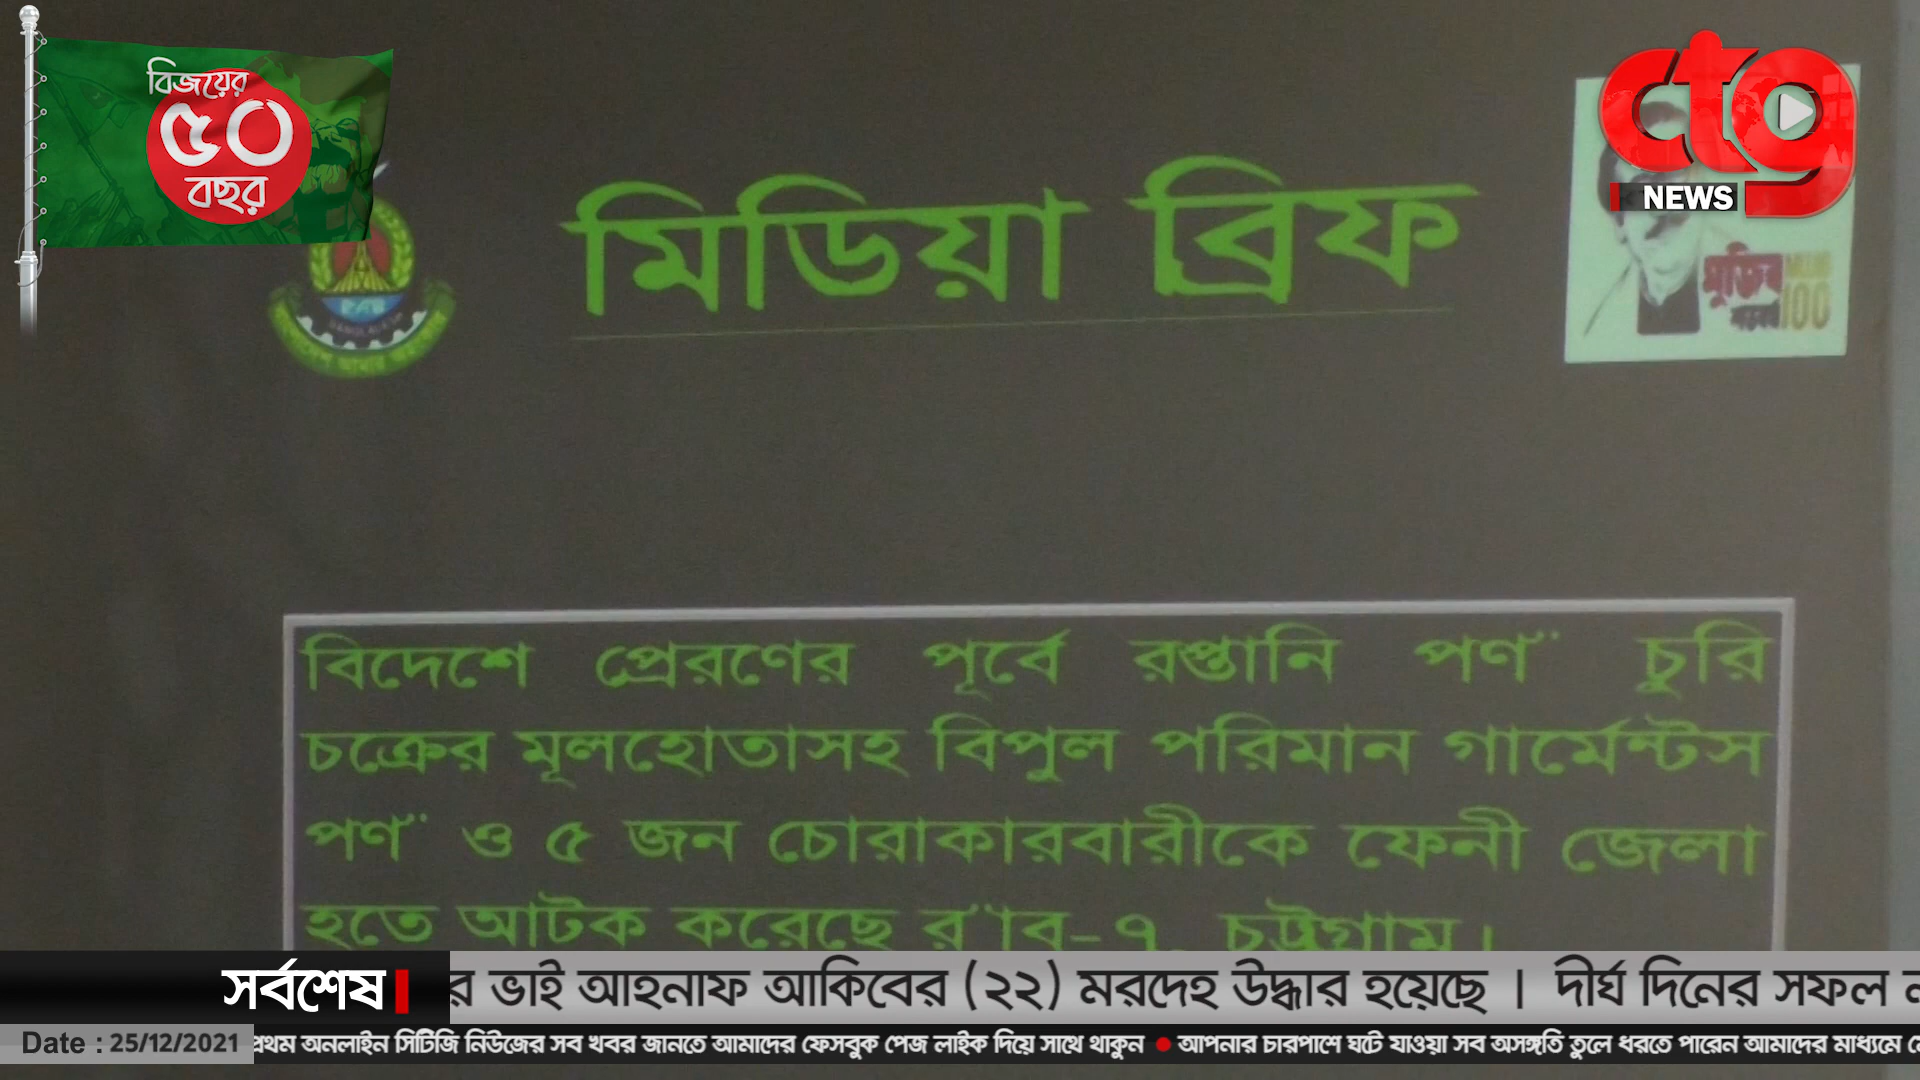 বিজয়ের
৫০
বছর
ctg
NEWS
মিডিয়া ব্রিফ
মুজিব
100
বিদেশে প্রেরণের পূর্বে রপ্তানি পণ¨ চুরি
চক্রের মূলহোতাসহ বিপুল পরিমান গার্মেন্টস
পণ¨ ও ৫ জন চোরাকারবারীকে ফেনী জেলা
হতে আটক করেছে র¨াব-৭, চট্টগ্রাম।
সর্বশেষ
র ভাই আহনাফ আকিবের (২২) মরদেহ উদ্ধার হয়েছে । দীর্ঘ দিনের সফল
Date : 25/12/2021
প্রথম অনলাইন সিটিজি নিউজের সব খবর জানতে আমাদের ফেসবুক পেজ লাইক দিয়ে সাথে থাকুন ● আপনার চারপাশে ঘটে যাওয়া সব অসঙ্গতি তুলে ধরতে পারেন আমাদের মাধ্যমে